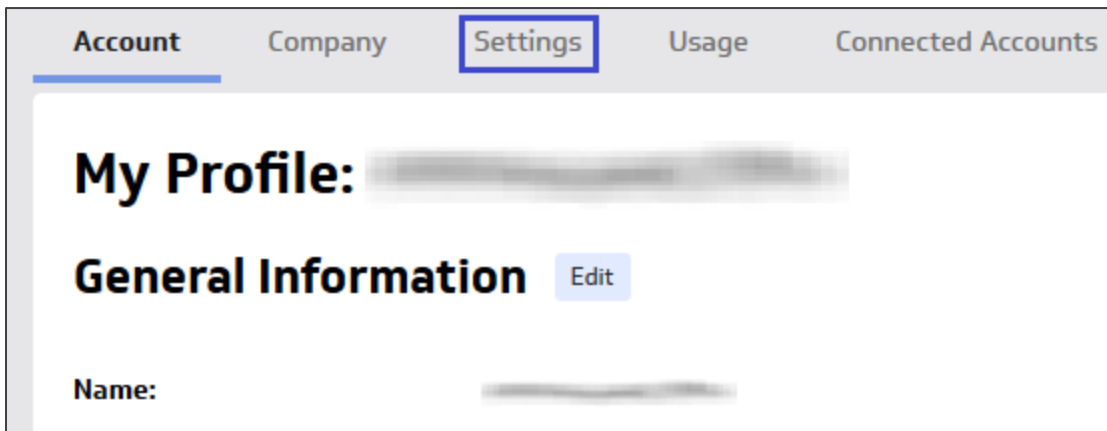 Account Company Settings Usage Connected Accounts
My Profile:
General Information Edit
Name: